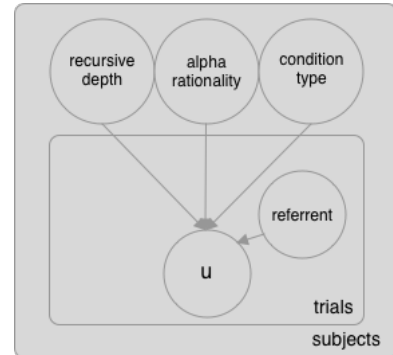 recursive
depth
alpha
rationality
condition
type
referrent
u
trials
subjects